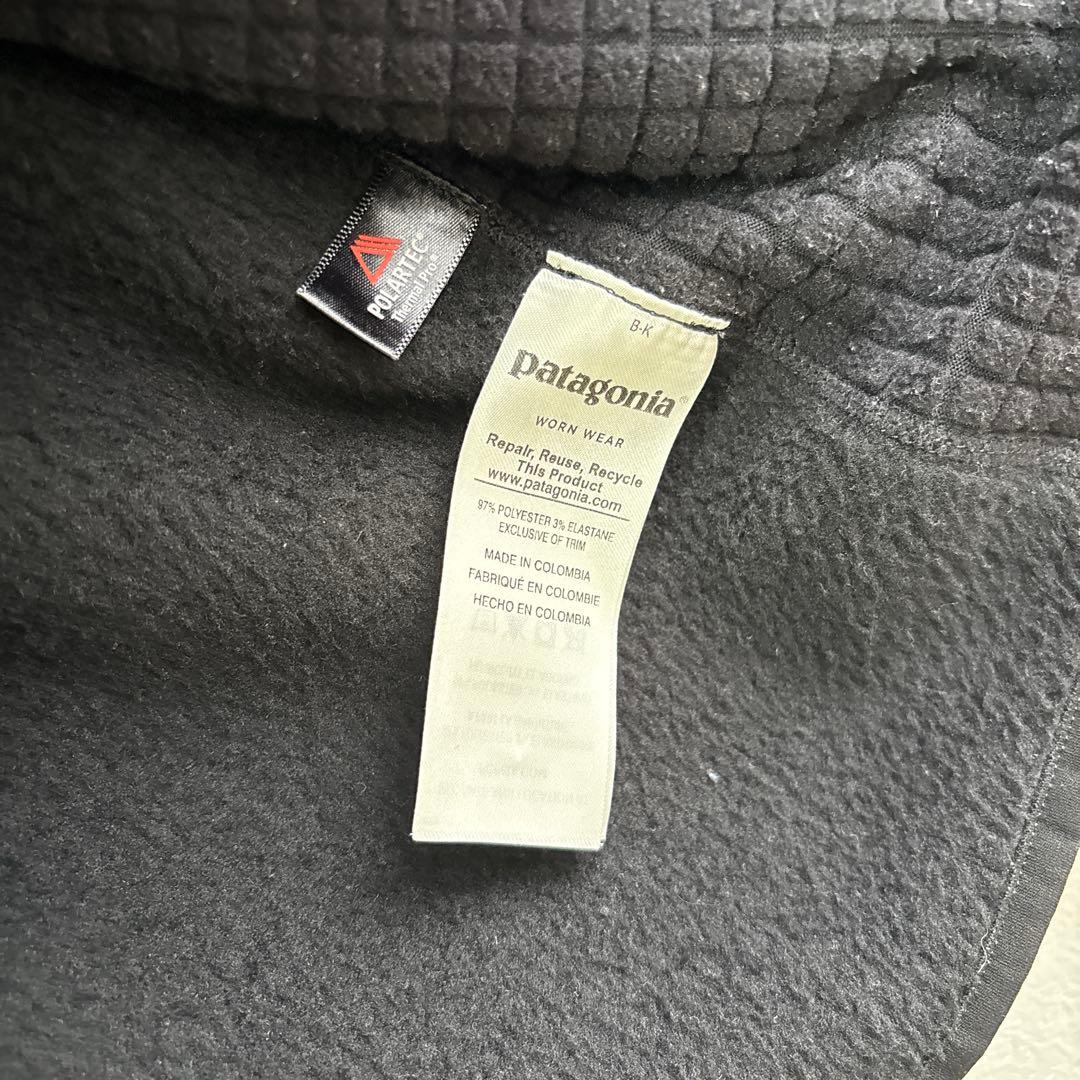 POLARTEC®
Thermal Pro®
B-K
patagonia®
WORN WEAR
Repair, Reuse, Recycle
This Product
www.patagonia.com
97% POLYESTER 3% ELASTANE
EXCLUSIVE OF TRIM
MADE IN COLOMBIA
FABRIQUÉ EN COLOMBIE
HECHO EN COLOMBIA